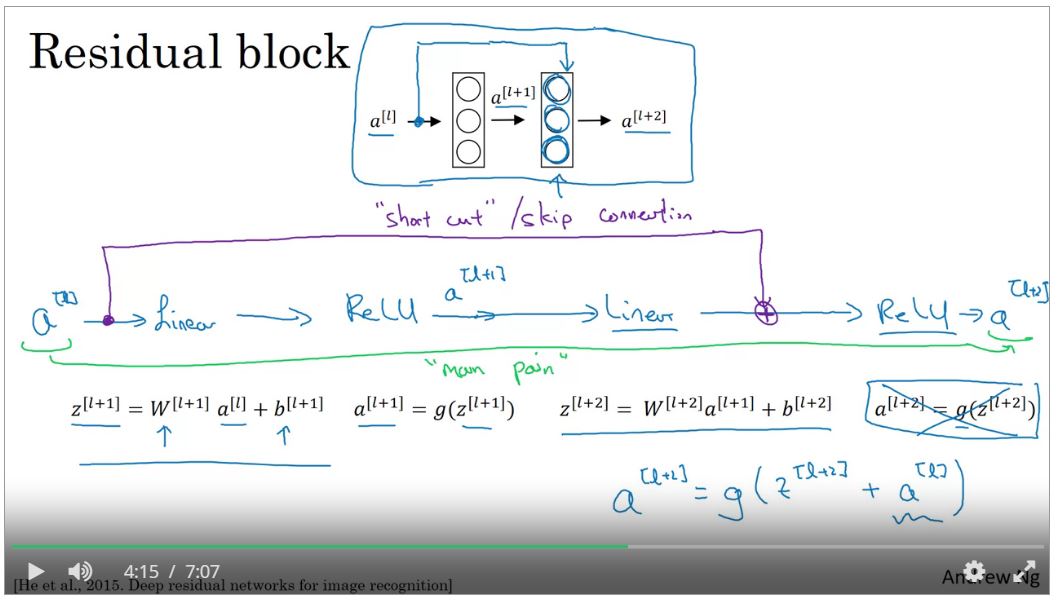 Residual block
a^[l] a^[l+1] a^[l+2]
"short cut" / skip connection
a^[l] → Linear → ReLU a^[l+1] → Linear → ReLU → a^[l+2]
"main path"
z^[l+1] = W^[l+1] a^[l] + b^[l+1] a^[l+1] = g(z^[l+1]) z^[l+2] = W^[l+2] a^[l+1] + b^[l+2] a^[l+2] = g(z^[l+2])
a^[l+2] = g(z^[l+2] + a^[l])
4:15 / 7:07
[He et al., 2015. Deep residual networks for image recognition] Andrew Ng